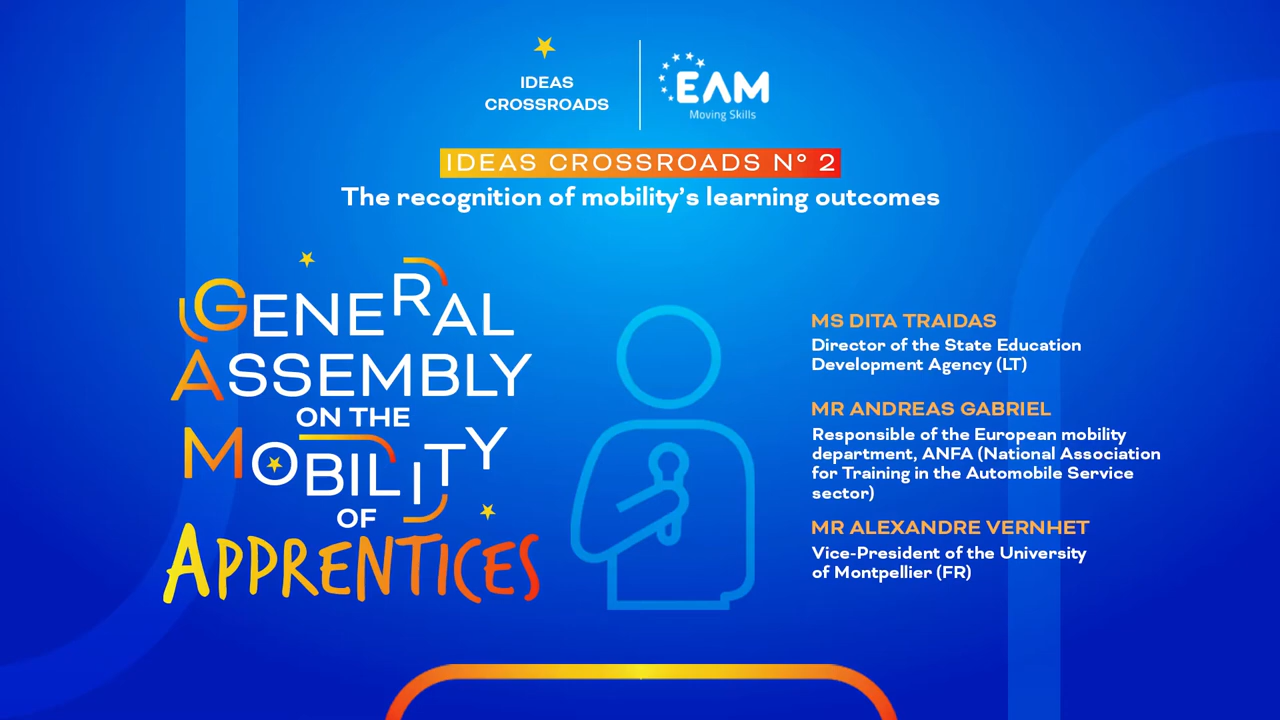 IDEAS
CROSSROADS
EAM
Moving Skills
IDEAS CROSSROADS N° 2
The recognition of mobility's learning outcomes
GENERAL
ASSEMBLY
ON THE
MOBILITY
OF
APPRENTICES
MS DITA TRAIDAS
Director of the State Education
Development Agency (LT)
MR ANDREAS GABRIEL
Responsible of the European mobility
department, ANFA (National Association
for Training in the Automobile Service
sector)
MR ALEXANDRE VERNHET
Vice-President of the University
of Montpellier (FR)